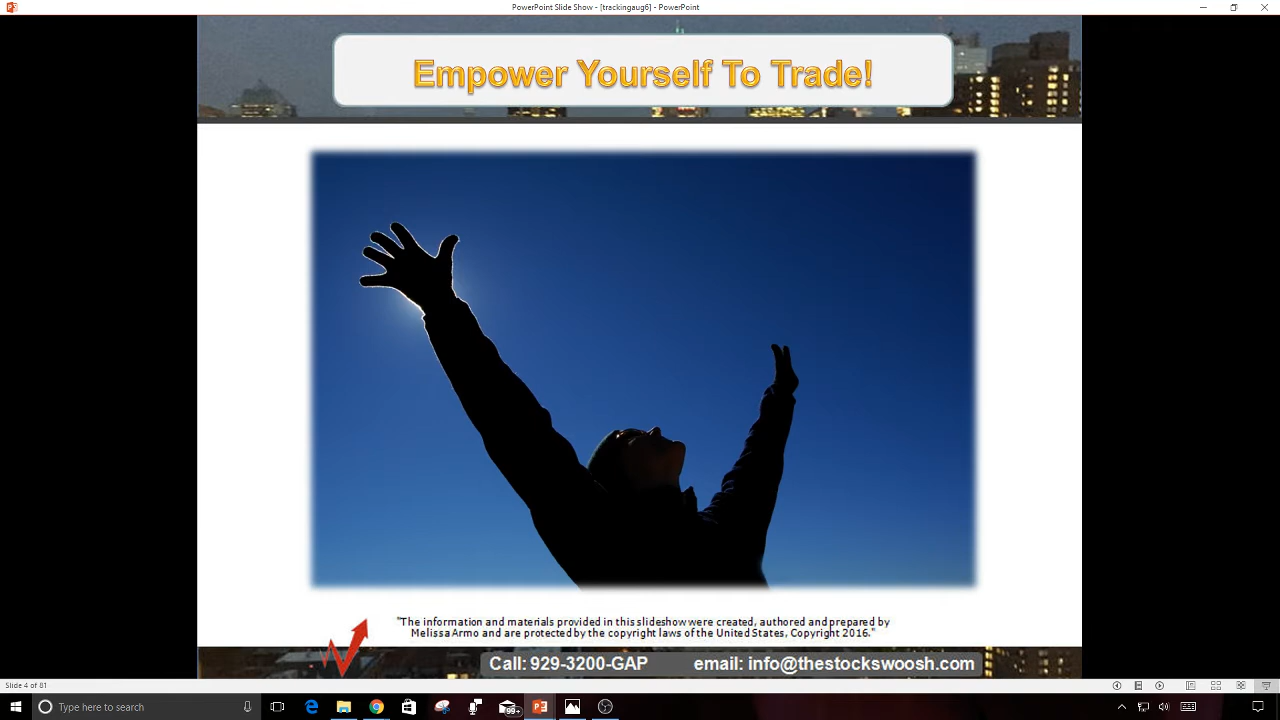 PowerPoint Slide Show - [trackingaug6] - PowerPoint
Empower Yourself To Trade!
"The information and materials provided in this slideshow were created, authored and prepared by
Melissa Armo and are protected by the copyright laws of the United States, Copyright 2016."
Call: 929-3200-GAP email: info@thestockswoosh.com
Slide 4 of 81
Type here to search
99+